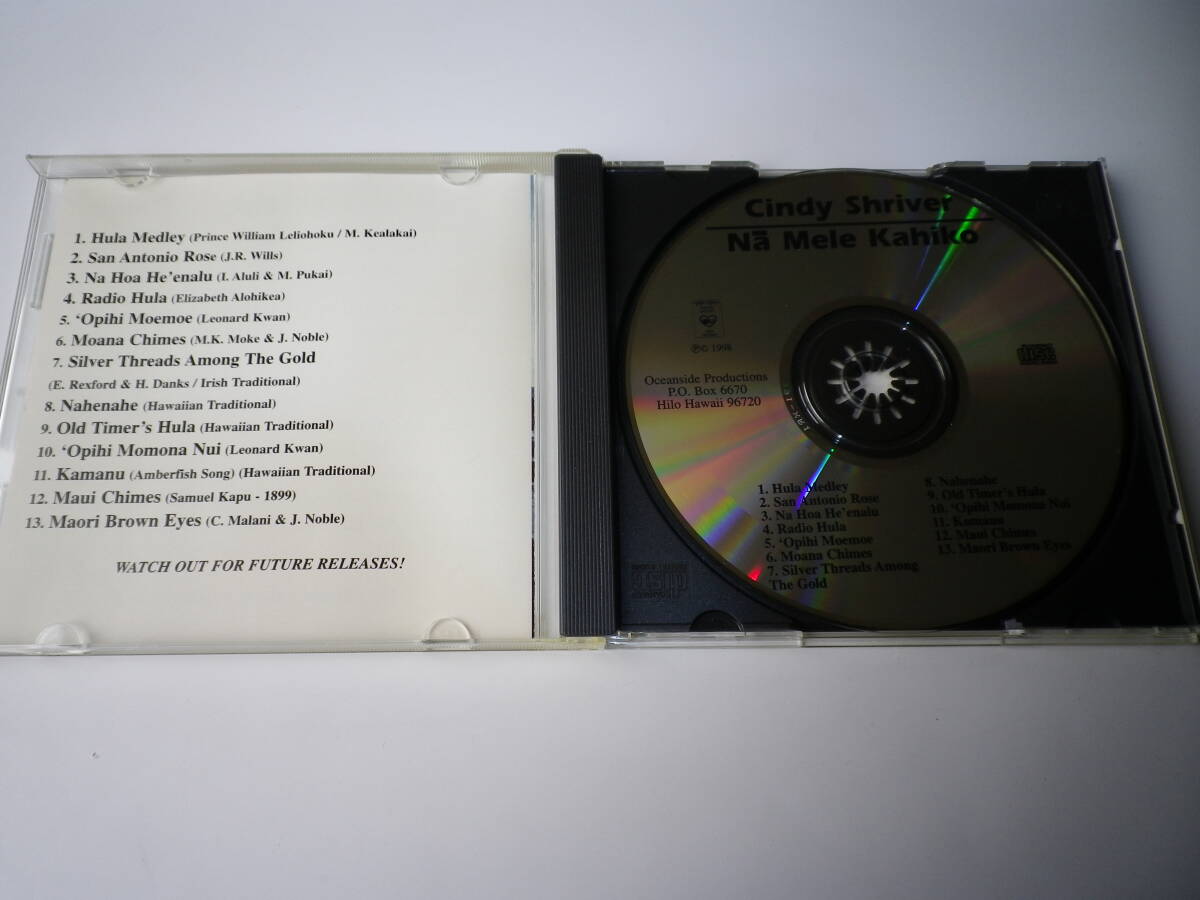 1. Hula Medley (Prince William Leliohoku / M. Kealakai)
2. San Antonio Rose (J.R. Wills)
3. Na Hoa He'enalu (I. Aluli & M. Pukai)
4. Radio Hula (Elizabeth Alohikea)
5. 'Opihi Moemoe (Leonard Kwan)
6. Moana Chimes (M.K. Moke & J. Noble)
7. Silver Threads Among The Gold
(E. Rexford & H. Danks / Irish Traditional)
8. Nahenahe (Hawaiian Traditional)
9. Old Timer's Hula (Hawaiian Traditional)
10. 'Opihi Momona Nui (Leonard Kwan)
11. Kamanu (Amberfish Song) (Hawaiian Traditional)
12. Maui Chimes (Samuel Kapu - 1899)
13. Maori Brown Eyes (C. Malani & J. Noble)
WATCH OUT FOR FUTURE RELEASES!
Cindy Shriver
Nā Mele Kahiko
Oceanside Productions
P.O. Box 6670
Hilo Hawaii 96720
disc
1. Hula Medley
2. San Antonio Rose
3. Na Hoa He'enalu
4. Radio Hula
5. 'Opihi Moemoe
6. Moana Chimes
7. Silver Threads Among
The Gold
8. Nahenahe
9. Old Timer's Hula
10. 'Opihi Momona Nui
11. Kamanu
12. Maui Chimes
13. Maori Brown Eyes
disc